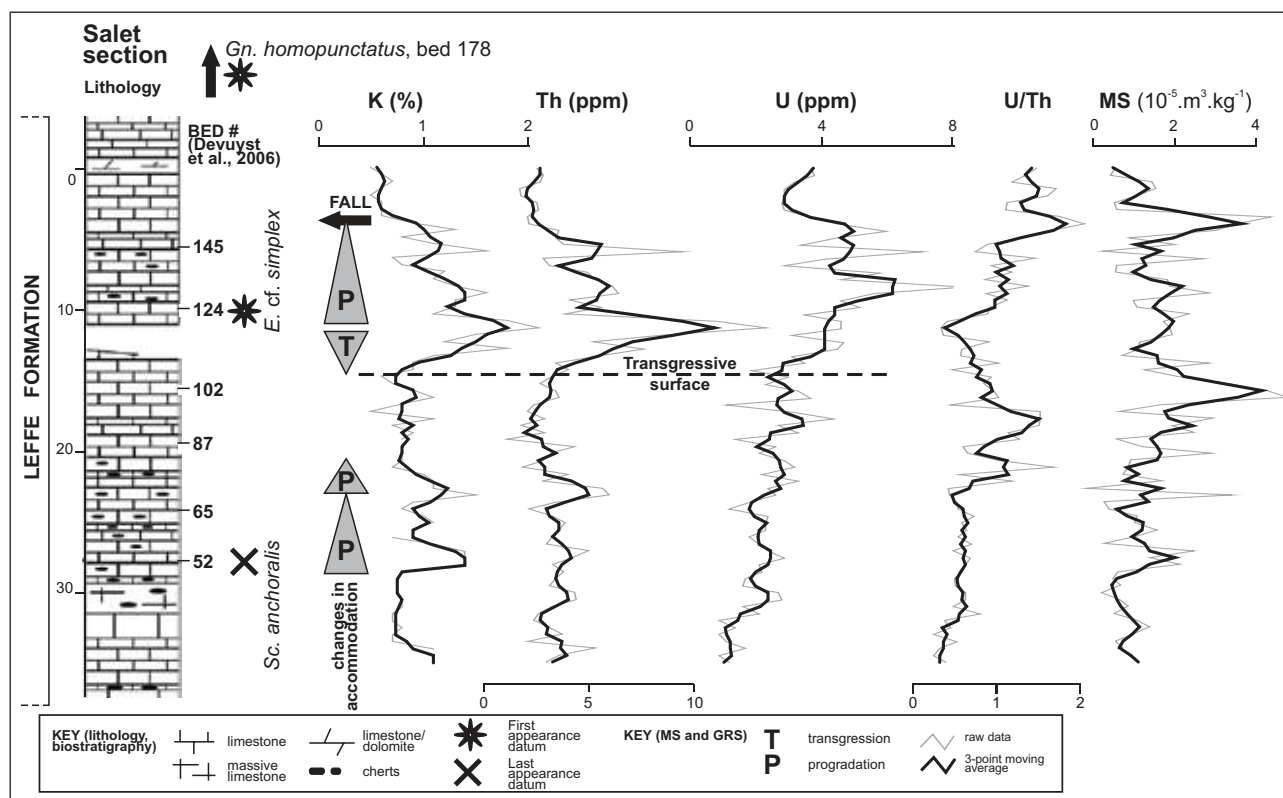 Salet
section
Gn. homopunctatus, bed 178
Lithology
K (%)
Th (ppm)
U (ppm)
U/Th
MS (10-5.m3.kg-1)
0 1 2
0 4 8
0 2 4
BED #
(Devuyst
et al., 2006)
LEFFE FORMATION
0
10
20
30
145
124
102
87
65
52
E. cf. simplex
Sc. anchoralis
FALL
P
T
P
P
changes in
accommodation
Transgressive
surface
0 5 10
0 1 2
KEY (lithology,
biostratigraphy)
limestone
massive
limestone
limestone/
dolomite
cherts
First
appearance
datum
Last
appearance
datum
KEY (MS and GRS)
T transgression
P progradation
raw data
3-point moving
average